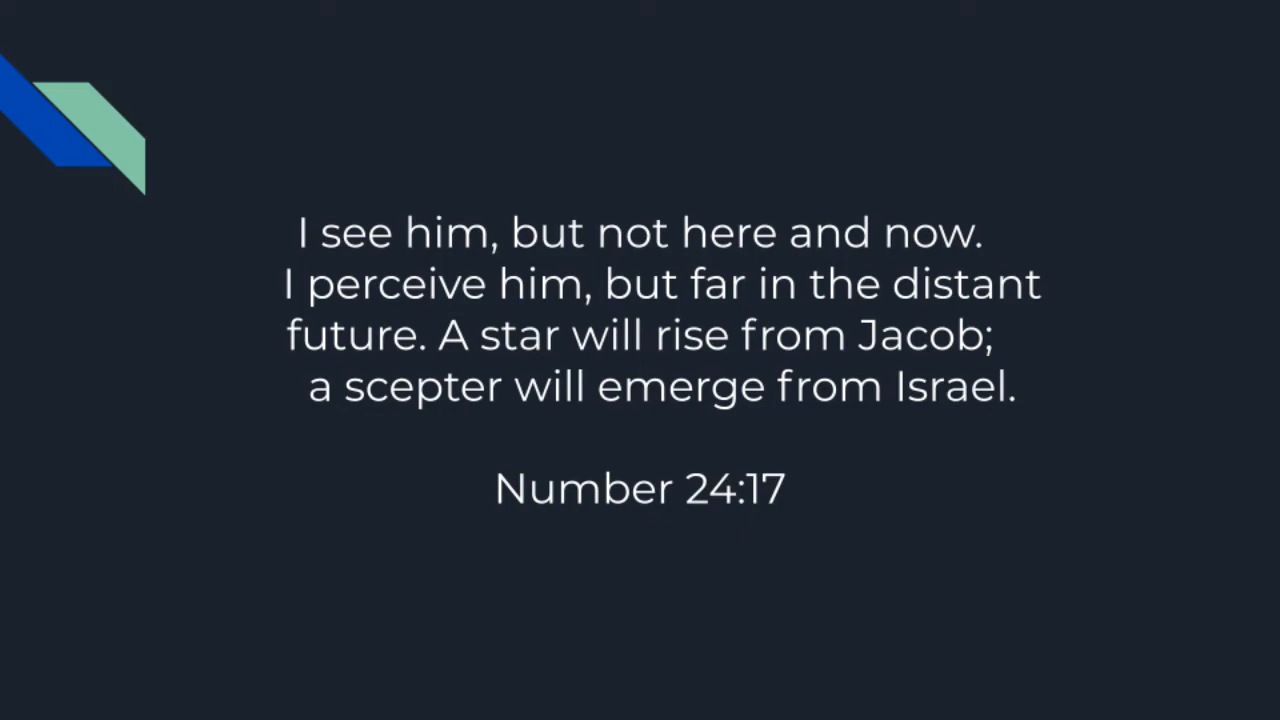 I see him, but not here and now.
I perceive him, but far in the distant
future. A star will rise from Jacob;
a scepter will emerge from Israel.
Number 24:17